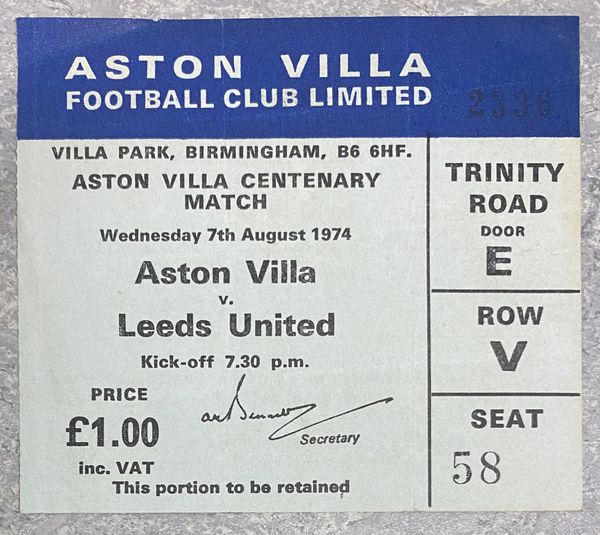 ASTON VILLA
FOOTBALL CLUB LIMITED
2536
VILLA PARK, BIRMINGHAM, B6 6HF.
ASTON VILLA CENTENARY
MATCH
Wednesday 7th August 1974
Aston Villa
v.
Leeds United
Kick-off 7.30 p.m.
PRICE
£1.00
inc. VAT
Secretary
This portion to be retained
TRINITY
ROAD
DOOR
E
ROW
V
SEAT
58